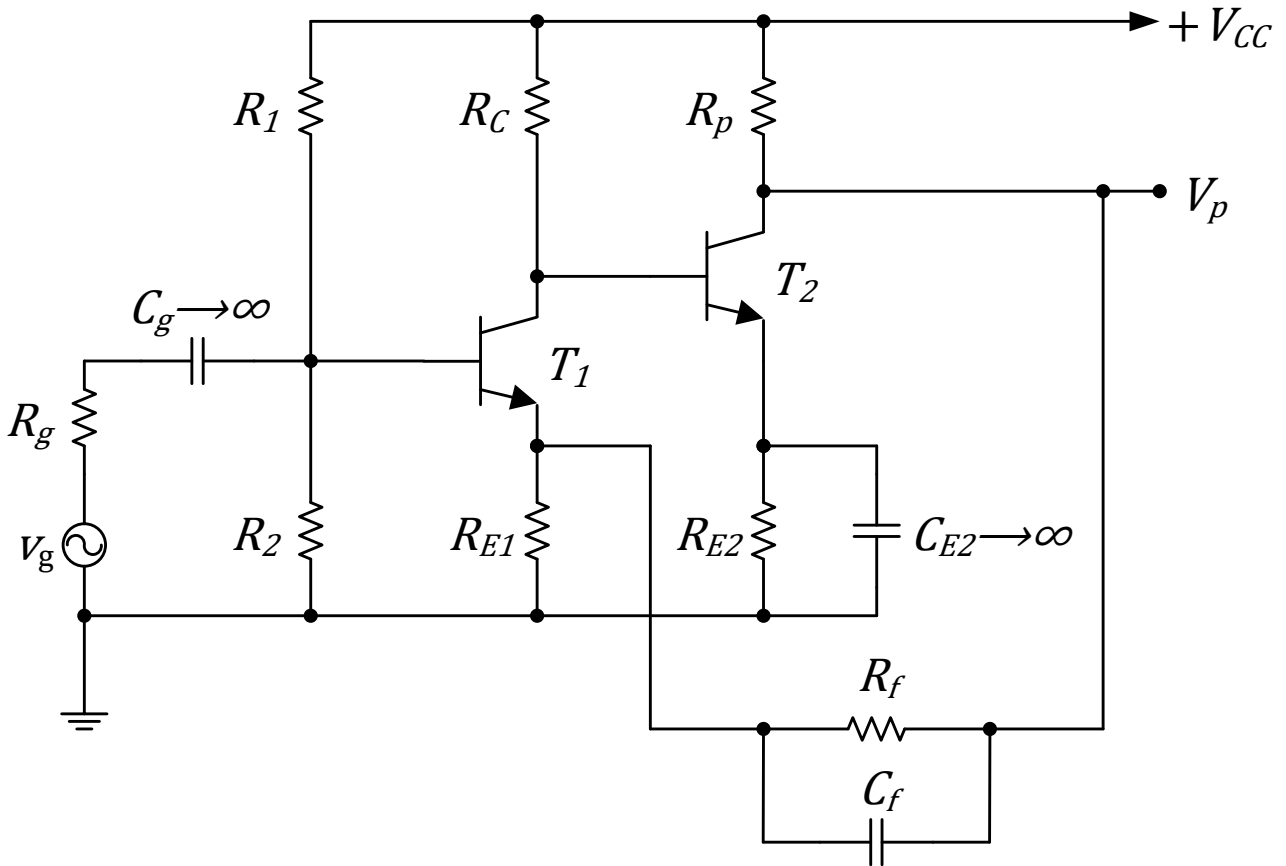 + V_CC
R_1
R_C
R_p
V_p
T_2
C_g→∞
T_1
R_g
v_g
R_2
R_E1
R_E2
C_E2→∞
R_f
C_f